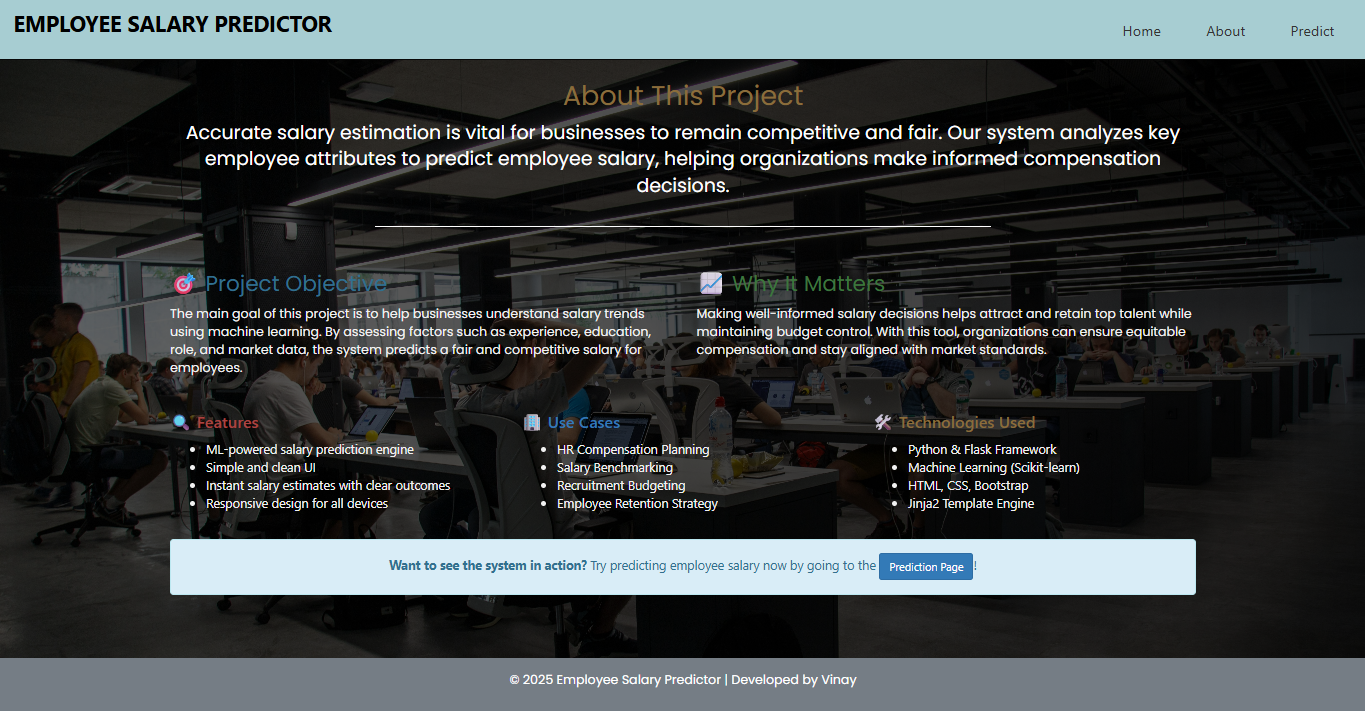 EMPLOYEE SALARY PREDICTOR
Home About Predict
About This Project
Accurate salary estimation is vital for businesses to remain competitive and fair. Our system analyzes key
employee attributes to predict employee salary, helping organizations make informed compensation
decisions.
Project Objective
The main goal of this project is to help businesses understand salary trends
using machine learning. By assessing factors such as experience, education,
role, and market data, the system predicts a fair and competitive salary for
employees.
Why It Matters
Making well-informed salary decisions helps attract and retain top talent while
maintaining budget control. With this tool, organizations can ensure equitable
compensation and stay aligned with market standards.
Features
ML-powered salary prediction engine
Simple and clean UI
Instant salary estimates with clear outcomes
Responsive design for all devices
Use Cases
HR Compensation Planning
Salary Benchmarking
Recruitment Budgeting
Employee Retention Strategy
Technologies Used
Python & Flask Framework
Machine Learning (Scikit-learn)
HTML, CSS, Bootstrap
Jinja2 Template Engine
Want to see the system in action? Try predicting employee salary now by going to the Prediction Page!
© 2025 Employee Salary Predictor | Developed by Vinay